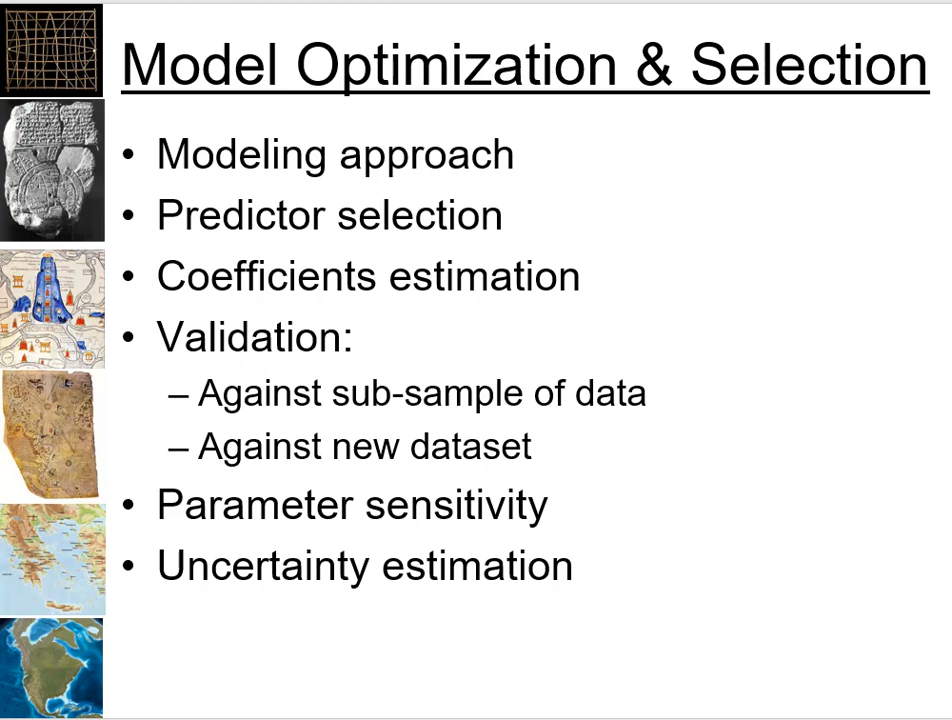 Model Optimization & Selection
• Modeling approach
• Predictor selection
• Coefficients estimation
• Validation:
– Against sub-sample of data
– Against new dataset
• Parameter sensitivity
• Uncertainty estimation